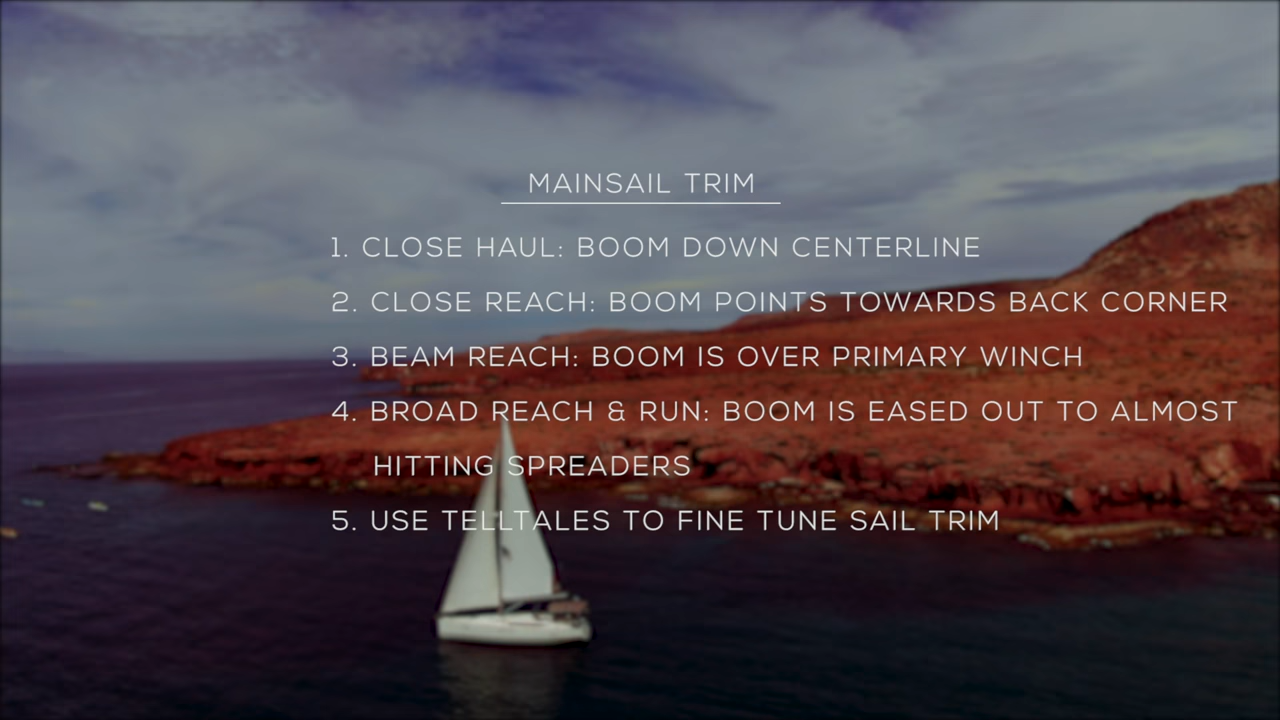 MAINSAIL TRIM
1. CLOSE HAUL: BOOM DOWN CENTERLINE
2. CLOSE REACH: BOOM POINTS TOWARDS BACK CORNER
3. BEAM REACH: BOOM IS OVER PRIMARY WINCH
4. BROAD REACH & RUN: BOOM IS EASED OUT TO ALMOST
HITTING SPREADERS
5. USE TELLTALES TO FINE TUNE SAIL TRIM